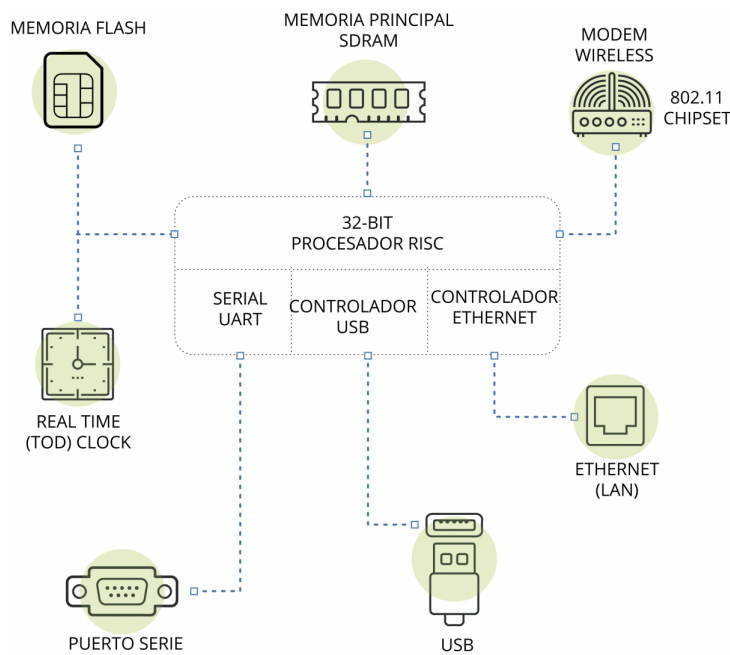 MEMORIA FLASH
MEMORIA PRINCIPAL
SDRAM
MODEM
WIRELESS
802.11
CHIPSET
32-BIT
PROCESADOR RISC
SERIAL
UART
CONTROLADOR
USB
CONTROLADOR
ETHERNET
REAL TIME
(TOD) CLOCK
ETHERNET
(LAN)
PUERTO SERIE
USB